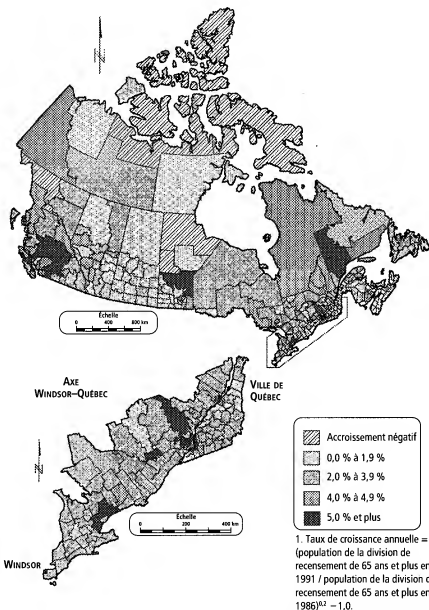 Échelle
0 400 800 km
AXE
WINDSOR–QUÉBEC
VILLE DE
QUÉBEC
Échelle
0 200 400 km
WINDSOR
Accroissement négatif
0,0 % à 1,9 %
2,0 % à 3,9 %
4,0 % à 4,9 %
5,0 % et plus
1. Taux de croissance annuelle =
(population de la division de
recensement de 65 ans et plus en
1991 / population de la division d
recensement de 65 ans et plus en
1986)0,2 –1,0.